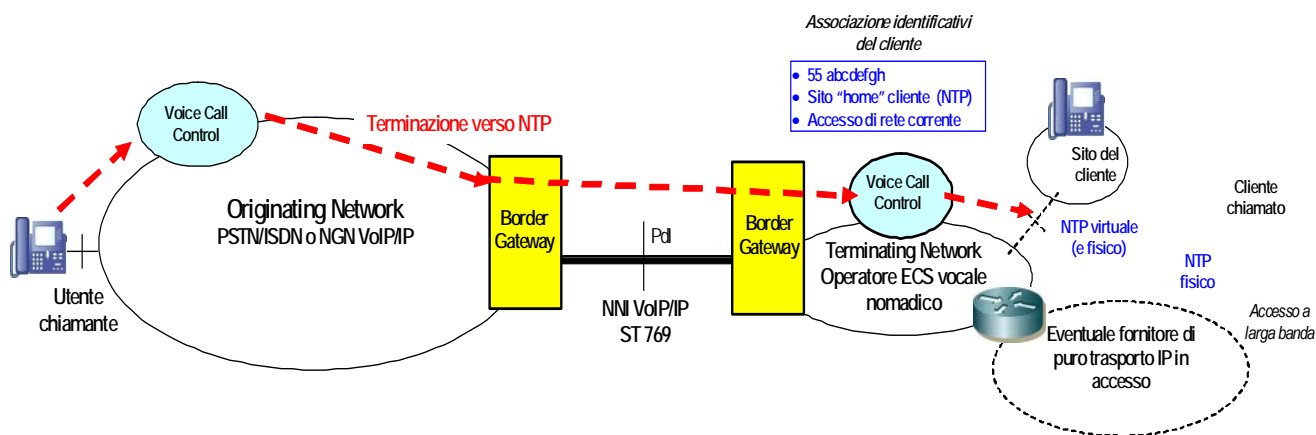 Associazione identificativi
del cliente
• 55 abcdefgh
• Sito “home” cliente (NTP)
• Accesso di rete corrente
Voice Call
Control
Terminazione verso NTP
Originating Network
PSTN/ISDN o NGN VoIP/IP
Utente
chiamante
Border
Gateway
PdI
NNI VoIP/IP
ST 769
Border
Gateway
Voice Call
Control
Terminating Network
Operatore ECS vocale
nomadico
Sito del
cliente
Cliente
chiamato
NTP virtuale
(e fisico)
NTP
fisico
Accesso a
larga banda
Eventuale fornitore di
puro trasporto IP in
accesso